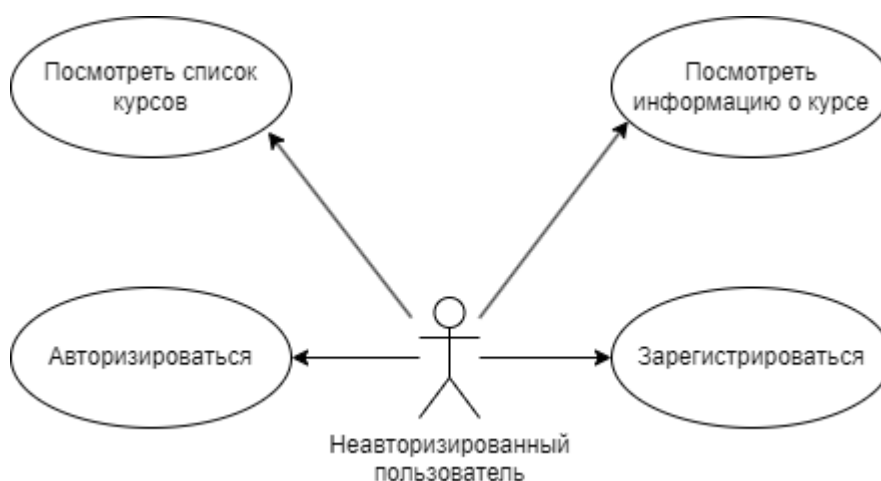 Посмотреть список
курсов
Посмотреть
информацию о курсе
Авторизироваться
Зарегистрироваться
Неавторизированный
пользователь